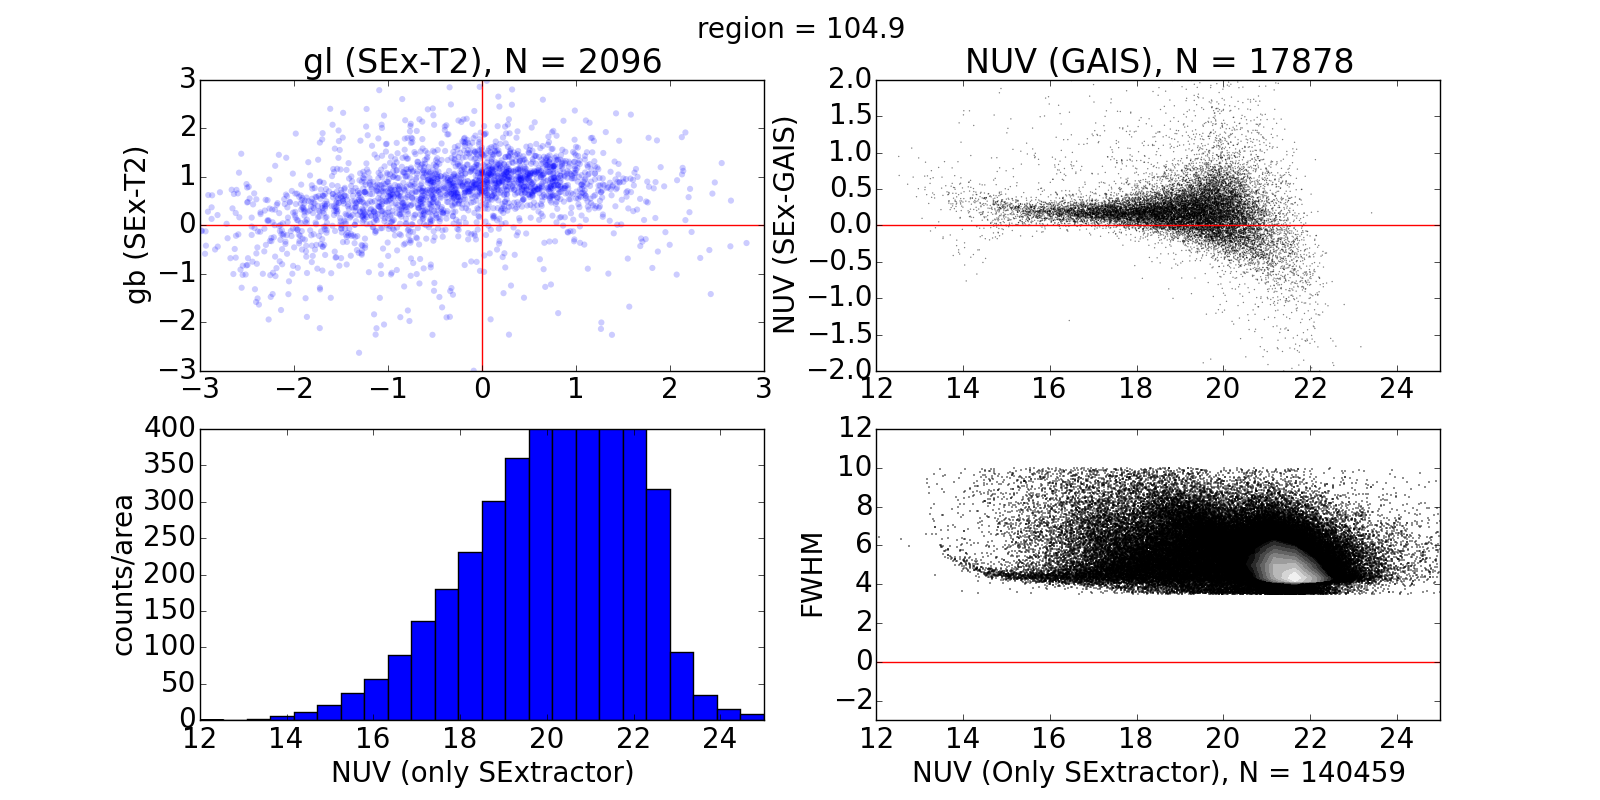 region = 104.9
gl (SEx-T2), N = 2096
NUV (GAIS), N = 17878
gb (SEx-T2)
3
2
1
0
−1
−2
−3
−3 −2 −1 0 1 2 3
NUV (SEx-GAIS)
2.0
1.5
1.0
0.5
0.0
−0.5
−1.0
−1.5
−2.0
12 14 16 18 20 22 24
counts/area
400
350
300
250
200
150
100
50
0
12 14 16 18 20 22 24
NUV (only SExtractor)
FWHM
12
10
8
6
4
2
0
−2
12 14 16 18 20 22 24
NUV (Only SExtractor), N = 140459